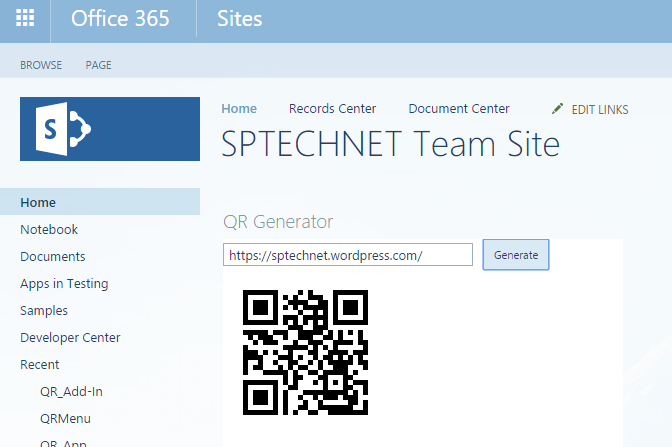 Office 365 Sites
BROWSE PAGE
S
Home Records Center Document Center EDIT LINKS
SPTECHNET Team Site
Home
Notebook
Documents
Apps in Testing
Samples
Developer Center
Recent
QR_Add-In
QRMenu
QR_App
QR Generator
https://sptechnet.wordpress.com/ Generate